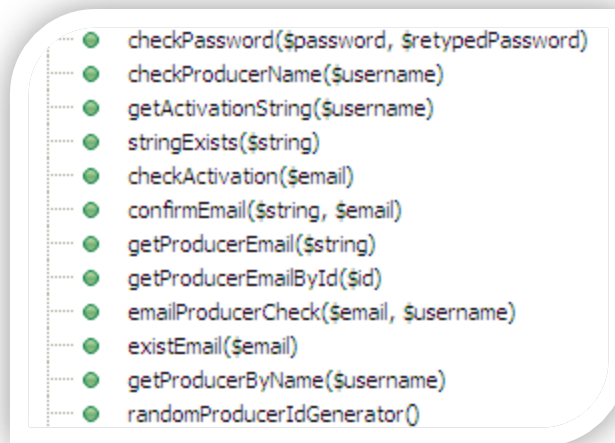 checkPassword($password, $retypedPassword)
checkProducerName($username)
getActivationString($username)
stringExists($string)
checkActivation($email)
confirmEmail($string, $email)
getProducerEmail($string)
getProducerEmailById($id)
emailProducerCheck($email, $username)
existEmail($email)
getProducerByName($username)
randomProducerIdGenerator()